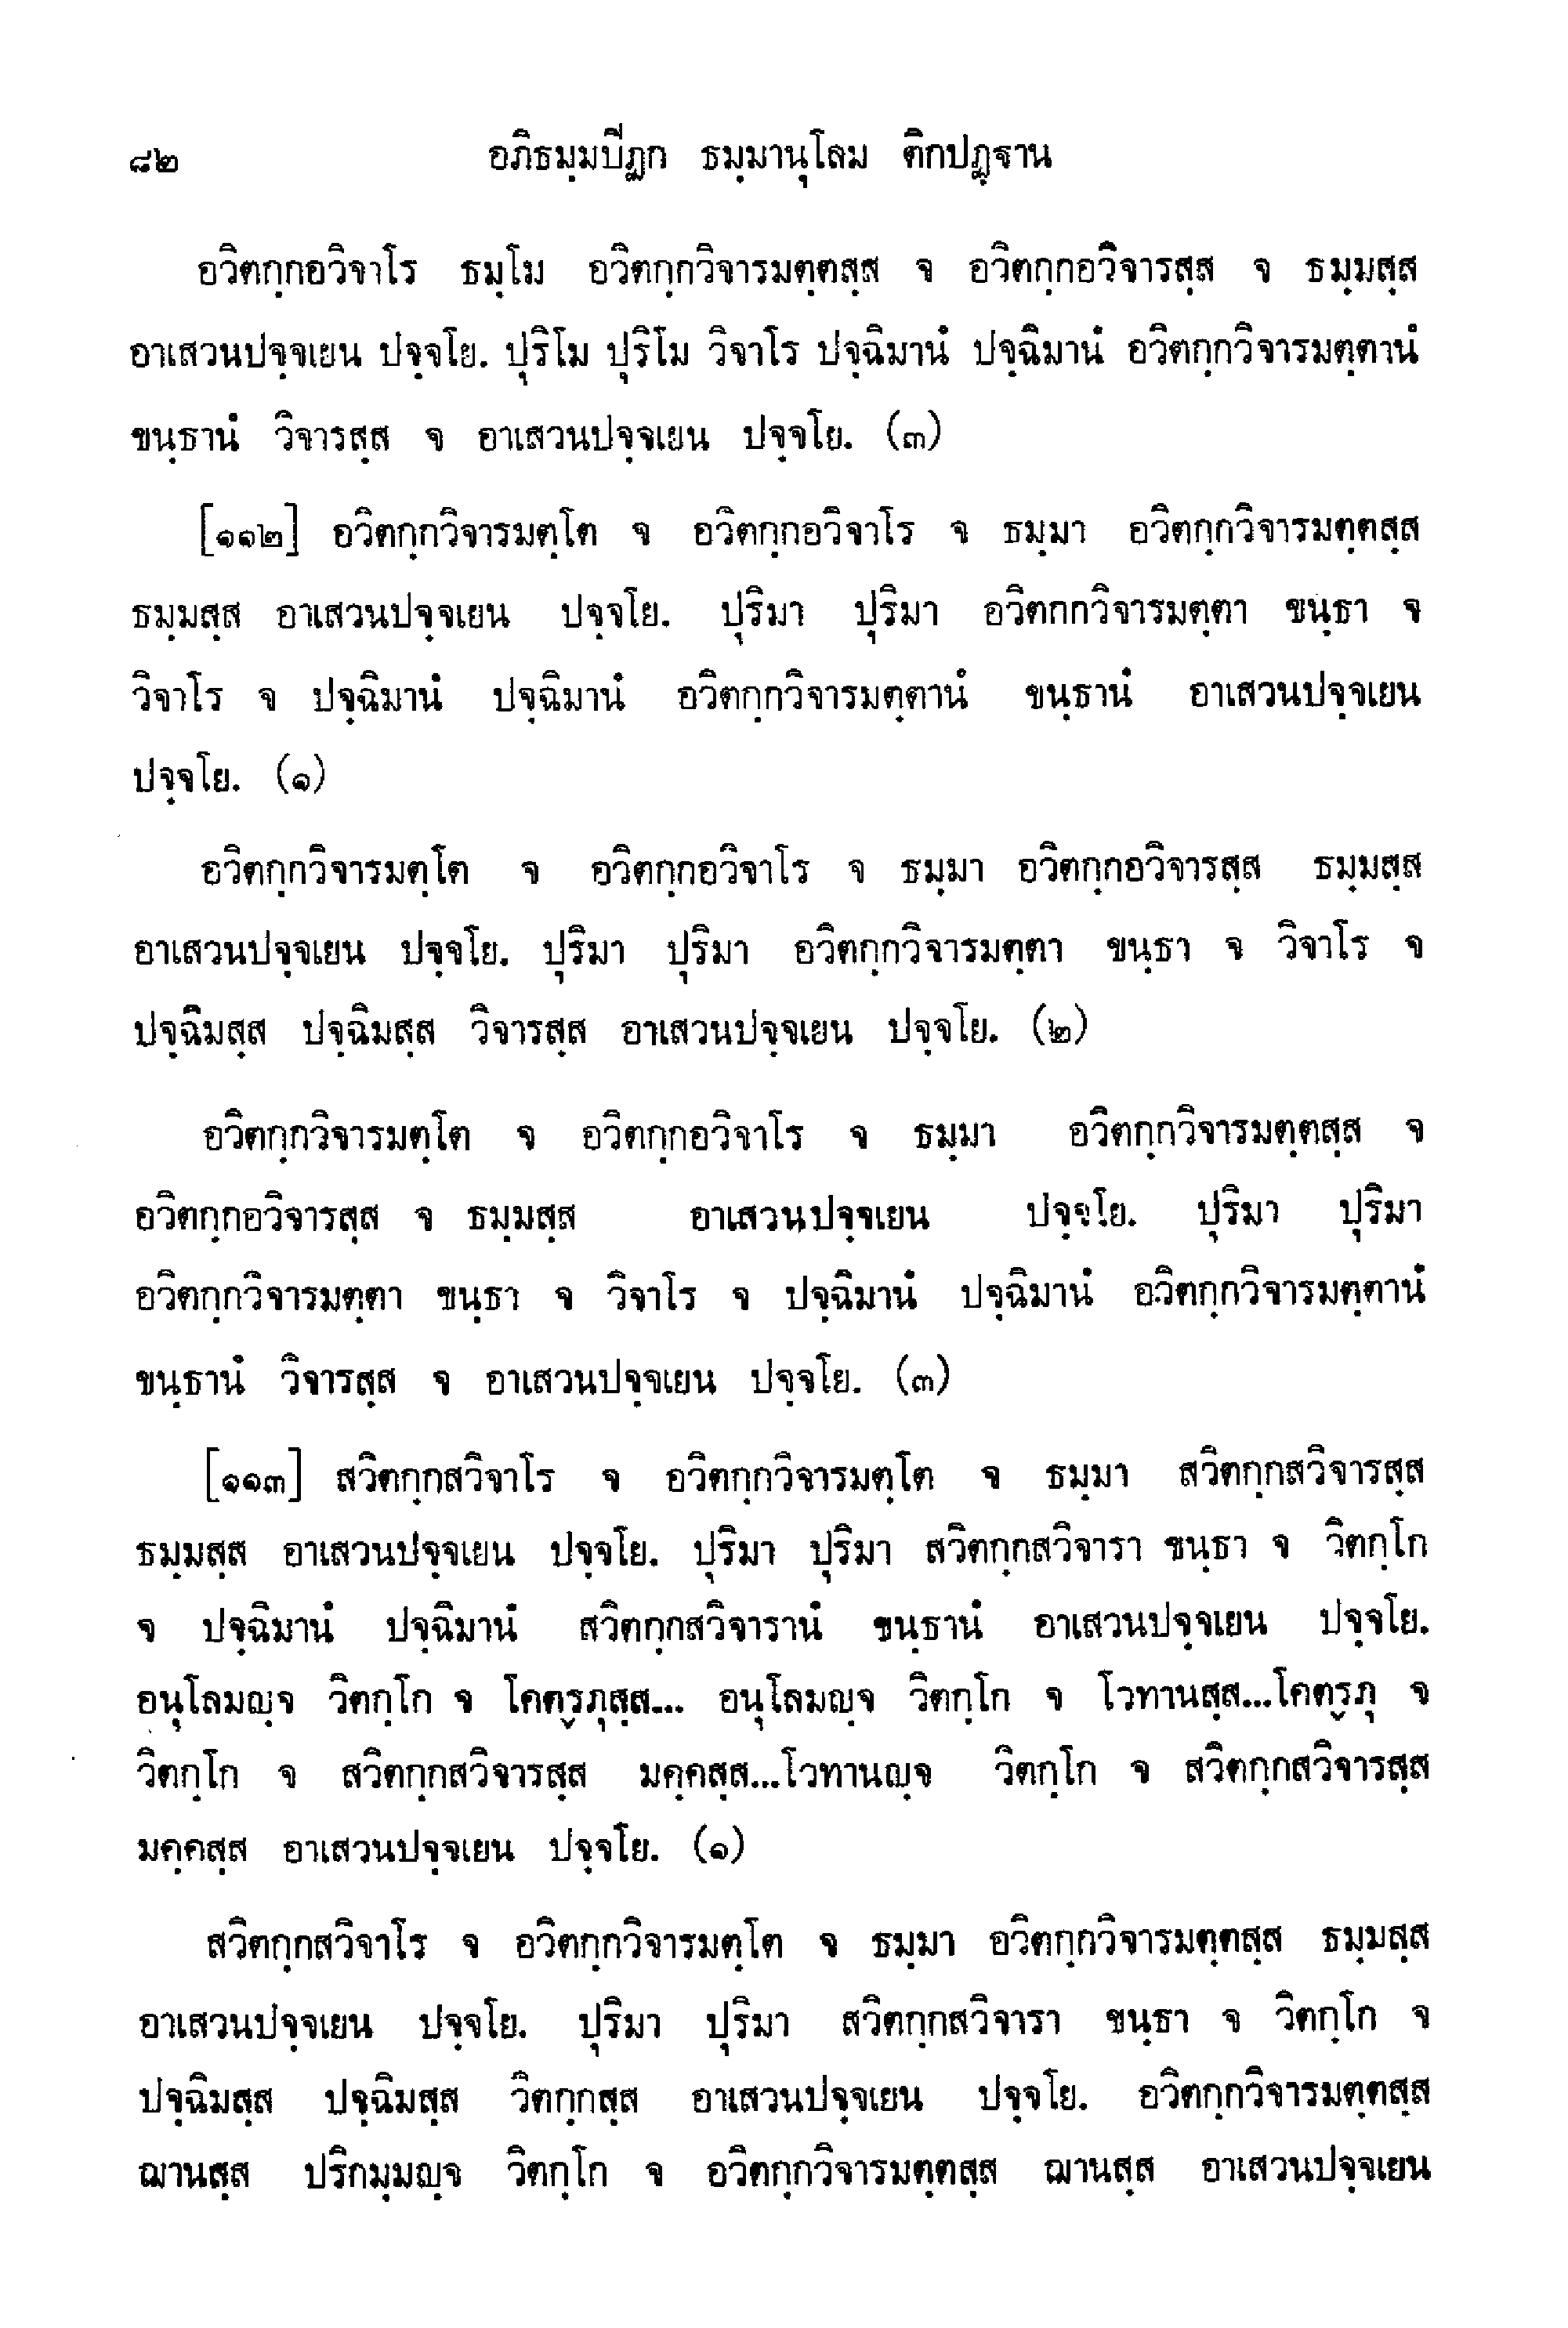 ๘๒ อภิธมฺมปีฏก ธมฺมานุโลม ติกปฏฺฐาน
อวิตกฺกอวิจาโร ธมฺโม อวิตกฺกวิจารมตฺตสฺส จ อวิตกฺกอวิจารสฺส จ ธมฺมสฺส
อาเสวนปจฺจเยน ปจฺจโย. ปุริโม ปุริโม วิจาโร ปจฺฉิมานํ ปจฺฉิมานํ อวิตกฺกวิจารมตฺตานํ
ขนฺธานํ วิจารสฺส จ อาเสวนปจฺจเยน ปจฺจโย. (๓)
[๑๑๒] อวิตกฺกวิจารมตฺโต จ อวิตกฺกอวิจาโร จ ธมฺมา อวิตกฺกวิจารมตฺตสฺส
ธมฺมสฺส อาเสวนปจฺจเยน ปจฺจโย. ปุริมา ปุริมา อวิตกกวิจารมตฺตา ขนฺธา จ
วิจาโร จ ปจฺฉิมานํ ปจฺฉิมานํ อวิตกฺกวิจารมตฺตานํ ขนฺธานํ อาเสวนปจฺจเยน
ปจฺจโย. (๑)
อวิตกฺกวิจารมตฺโต จ อวิตกฺกอวิจาโร จ ธมฺมา อวิตกฺกอวิจารสฺส ธมฺมสฺส
อาเสวนปจฺจเยน ปจฺจโย. ปุริมา ปุริมา อวิตกฺกวิจารมตฺตา ขนฺธา จ วิจาโร จ
ปจฺฉิมสฺส ปจฺฉิมสฺส วิจารสฺส อาเสวนปจฺจเยน ปจฺจโย. (๒)
อวิตกฺกวิจารมตฺโต จ อวิตกฺกอวิจาโร จ ธมฺมา อวิตกฺกวิจารมตฺตสฺส จ
อวิตกฺกอวิจารสฺส จ ธมฺมสฺส อาเสวนปจฺจเยน ปจฺจโย. ปุริมา ปุริมา
อวิตกฺกวิจารมตฺตา ขนฺธา จ วิจาโร จ ปจฺฉิมานํ ปจฺฉิมานํ อวิตกฺกวิจารมตฺตานํ
ขนฺธานํ วิจารสฺส จ อาเสวนปจฺจเยน ปจฺจโย. (๓)
[๑๑๓] สวิตกฺกสวิจาโร จ อวิตกฺกวิจารมตฺโต จ ธมฺมา สวิตกฺกสวิจารสฺส
ธมฺมสฺส อาเสวนปจฺจเยน ปจฺจโย. ปุริมา ปุริมา สวิตกฺกสวิจารา ขนฺธา จ วิตกฺโก
จ ปจฺฉิมานํ ปจฺฉิมานํ สวิตกฺกสวิจารานํ ขนฺธานํ อาเสวนปจฺจเยน ปจฺจโย.
อนุโลมญฺจ วิตกฺโก จ โคตฺรภุสฺส... อนุโลมญฺจ วิตกฺโก จ โวทานสฺส...โคตฺรภุ จ
วิตกฺโก จ สวิตกฺกสวิจารสฺส มคฺคสฺส...โวทานญฺจ วิตกฺโก จ สวิตกฺกสวิจารสฺส
มคฺคสฺส อาเสวนปจฺจเยน ปจฺจโย. (๑)
สวิตกฺกสวิจาโร จ อวิตกฺกวิจารมตฺโต จ ธมฺมา อวิตกฺกวิจารมตฺตสฺส ธมฺมสฺส
อาเสวนปจฺจเยน ปจฺจโย. ปุริมา ปุริมา สวิตกฺกสวิจารา ขนฺธา จ วิตกฺโก จ
ปจฺฉิมสฺส ปจฺฉิมสฺส วิตกฺกสฺส อาเสวนปจฺจเยน ปจฺจโย. อวิตกฺกวิจารมตฺตสฺส
ฌานสฺส ปริกมฺมญฺจ วิตกฺโก จ อวิตกฺกวิจารมตฺตสฺส ฌานสฺส อาเสวนปจฺจเยน